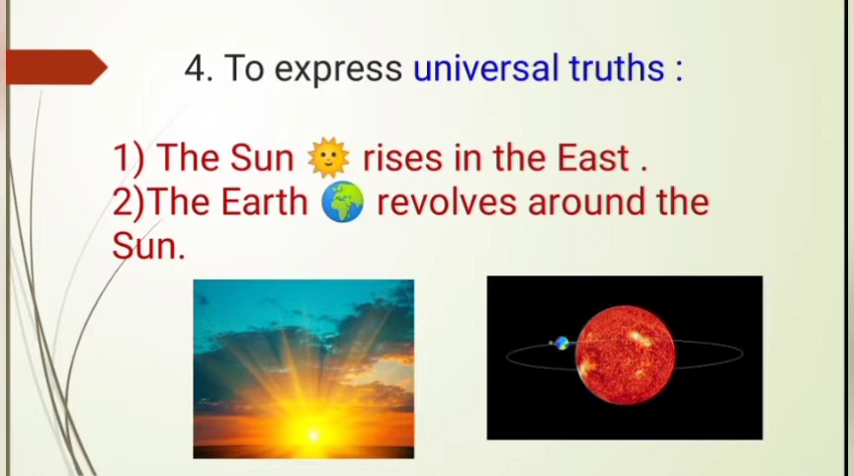 4. To express universal truths :
1) The Sun 🌞 rises in the East .
2)The Earth 🌍 revolves around the
Sun.